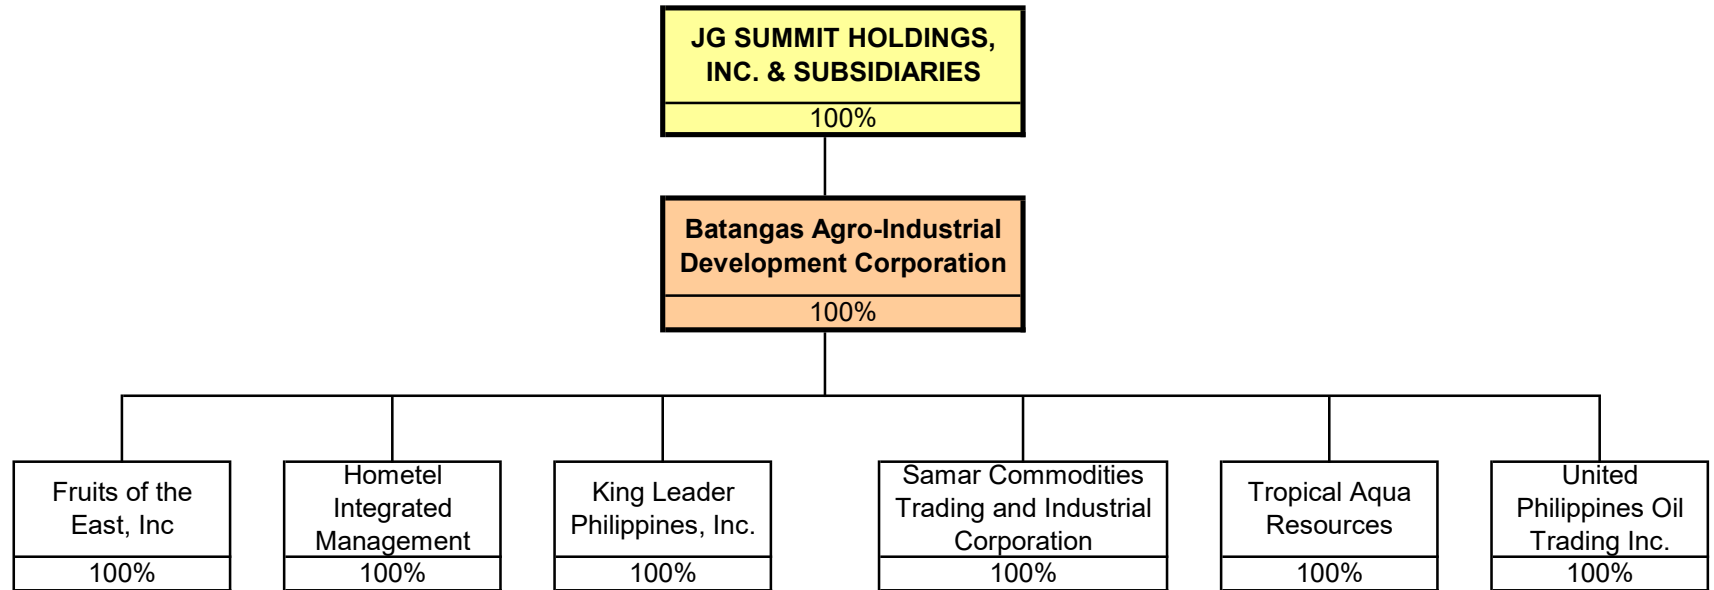 JG SUMMIT HOLDINGS,
INC. & SUBSIDIARIES
100%
Batangas Agro-Industrial
Development Corporation
100%
Fruits of the
East, Inc
100%
Hometel
Integrated
Management
100%
King Leader
Philippines, Inc.
100%
Samar Commodities
Trading and Industrial
Corporation
100%
Tropical Aqua
Resources
100%
United
Philippines Oil
Trading Inc.
100%